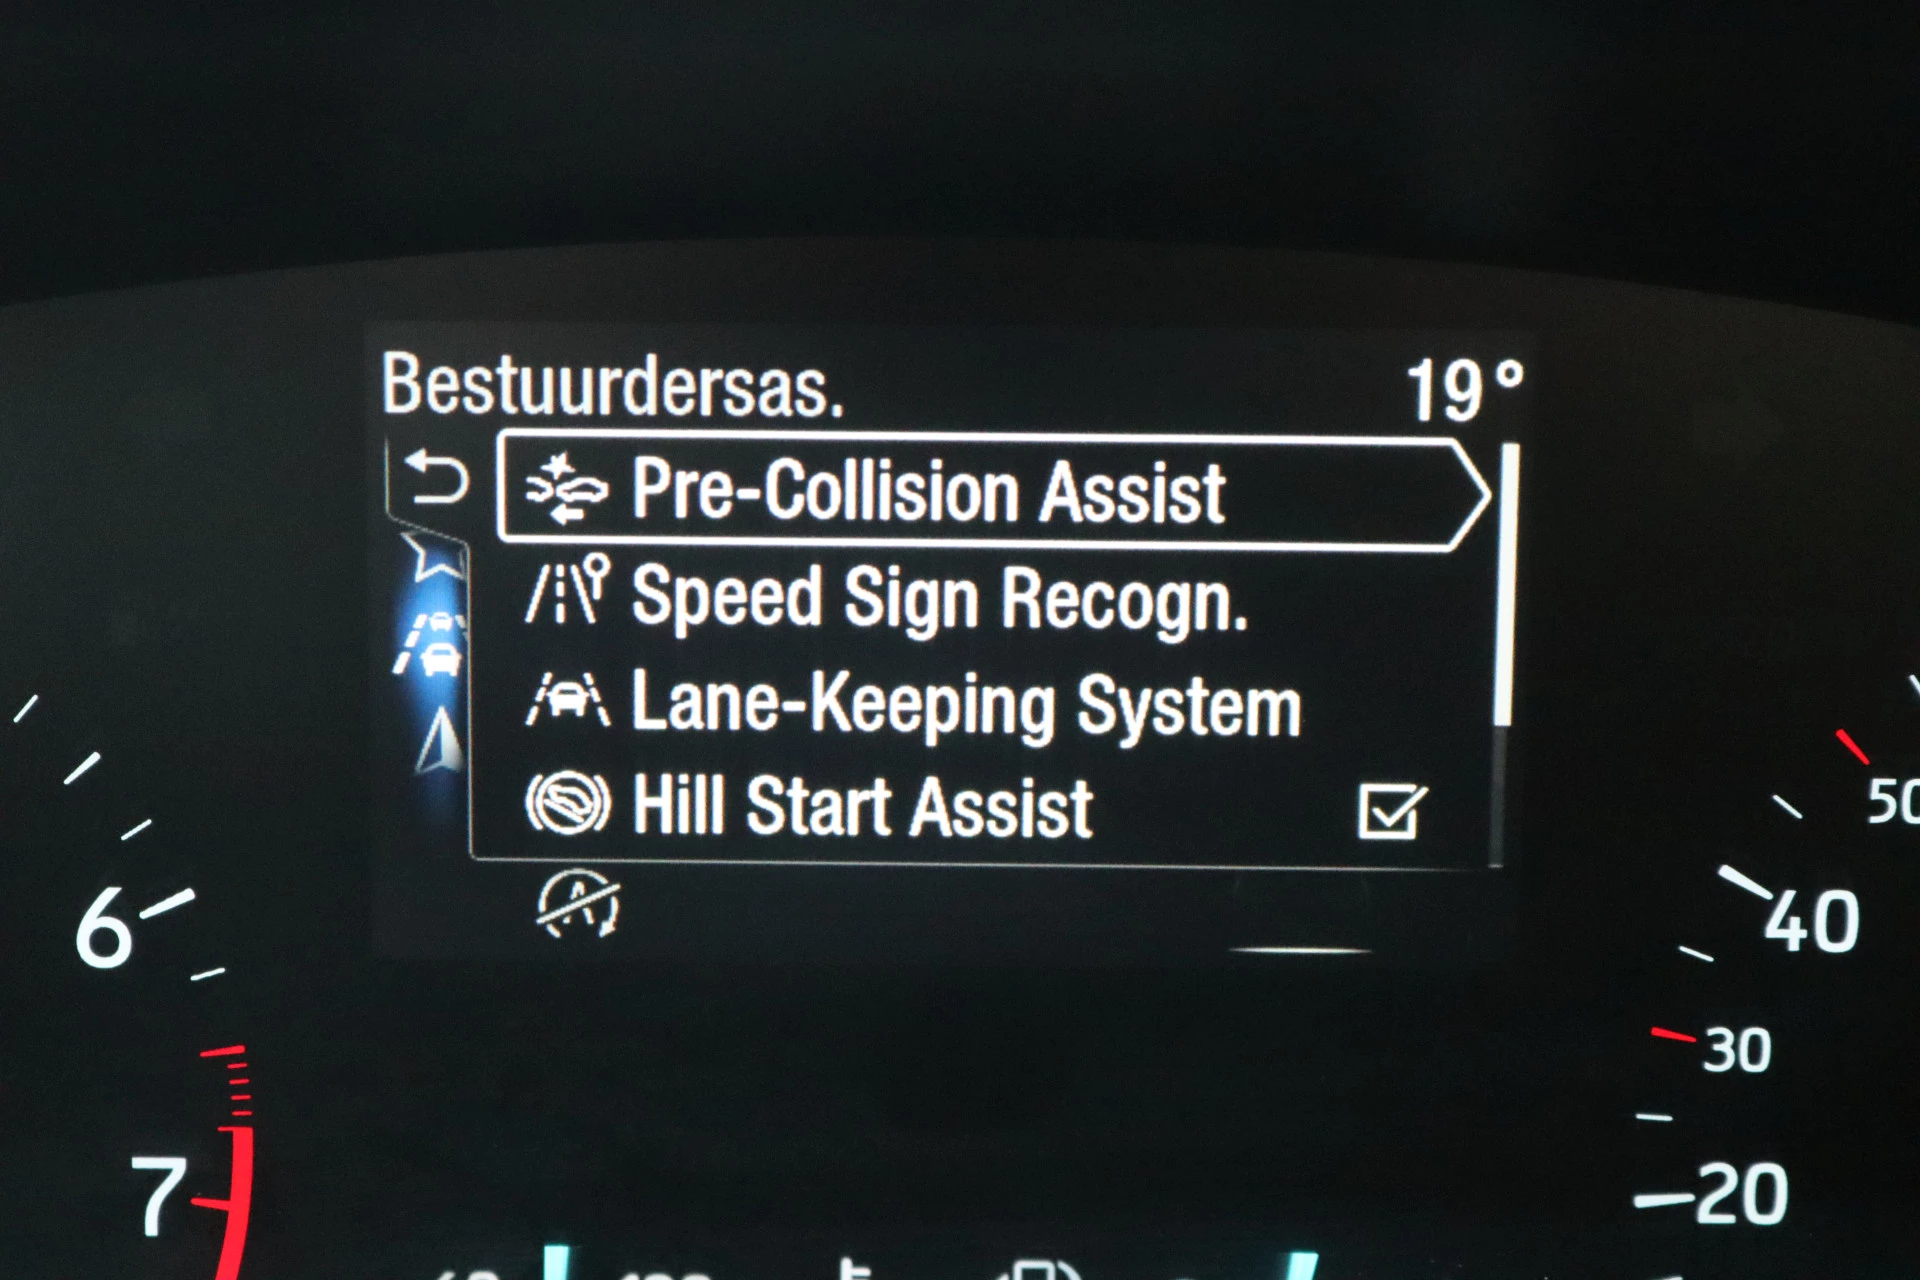 Bestuurdersas. 19°
Pre-Collision Assist
Speed Sign Recogn.
Lane-Keeping System
Hill Start Assist
6
7
50
40
30
20